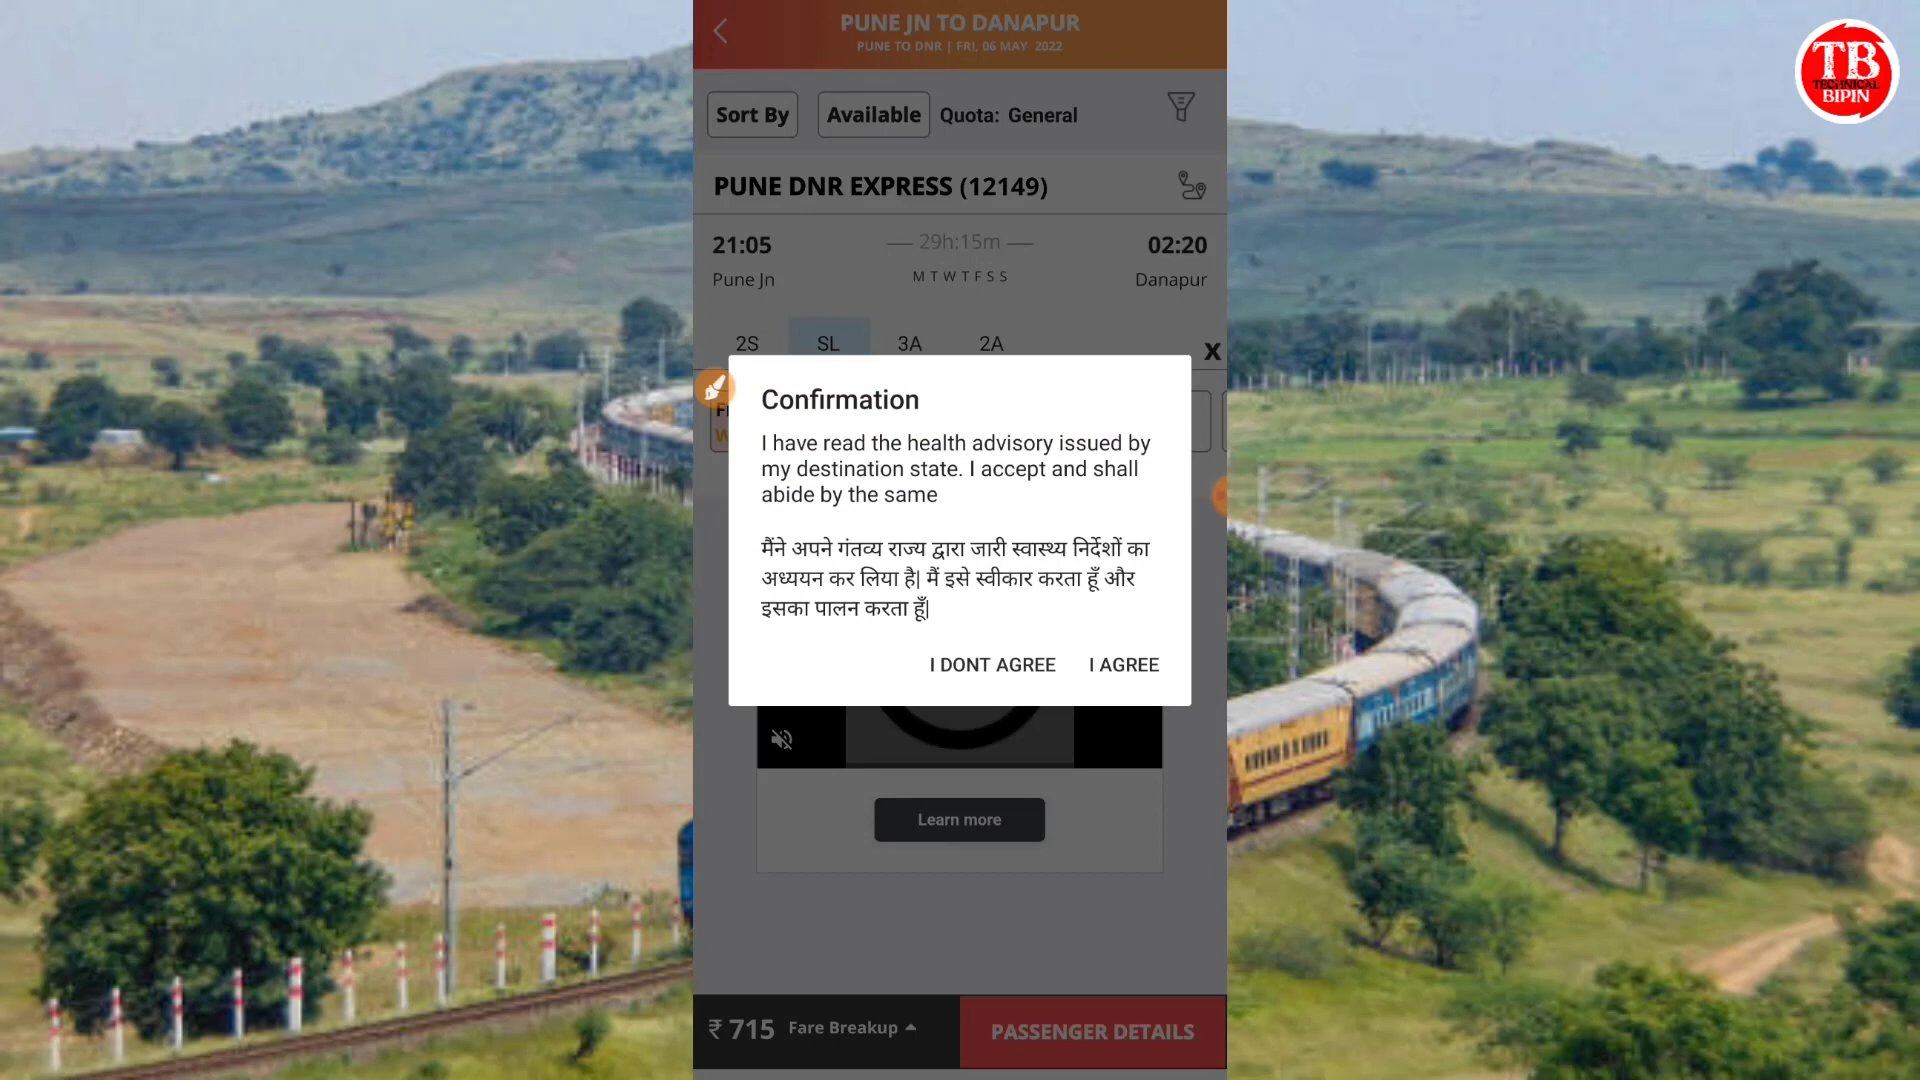 PUNE JN TO DANAPUR
PUNE TO DNR | FRI, 06 MAY 2022
TB
TECHNICAL
BIPIN
Sort By Available Quota: General
PUNE DNR EXPRESS (12149)
21:05 29h:15m 02:20
Pune Jn M T W T F S S Danapur
2S SL 3A 2A X
Confirmation
I have read the health advisory issued by
my destination state. I accept and shall
abide by the same
मैंने अपने गंतव्य राज्य द्वारा जारी स्वास्थ्य निर्देशों का
अध्ययन कर लिया है| मैं इसे स्वीकार करता हूँ और
इसका पालन करता हूँ|
I DONT AGREE I AGREE
Learn more
₹ 715 Fare Breakup PASSENGER DETAILS